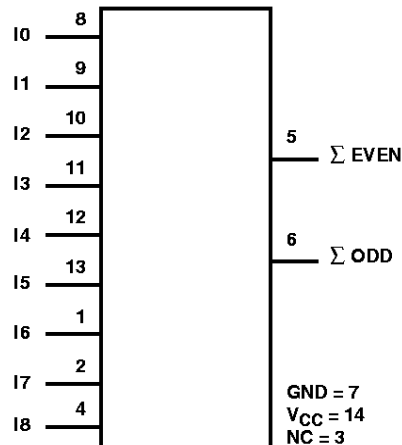 I0 8
I1 9
I2 10
I3 11
I4 12
I5 13
I6 1
I7 2
I8 4
5 Σ EVEN
6 Σ ODD
GND = 7
VCC = 14
NC = 3